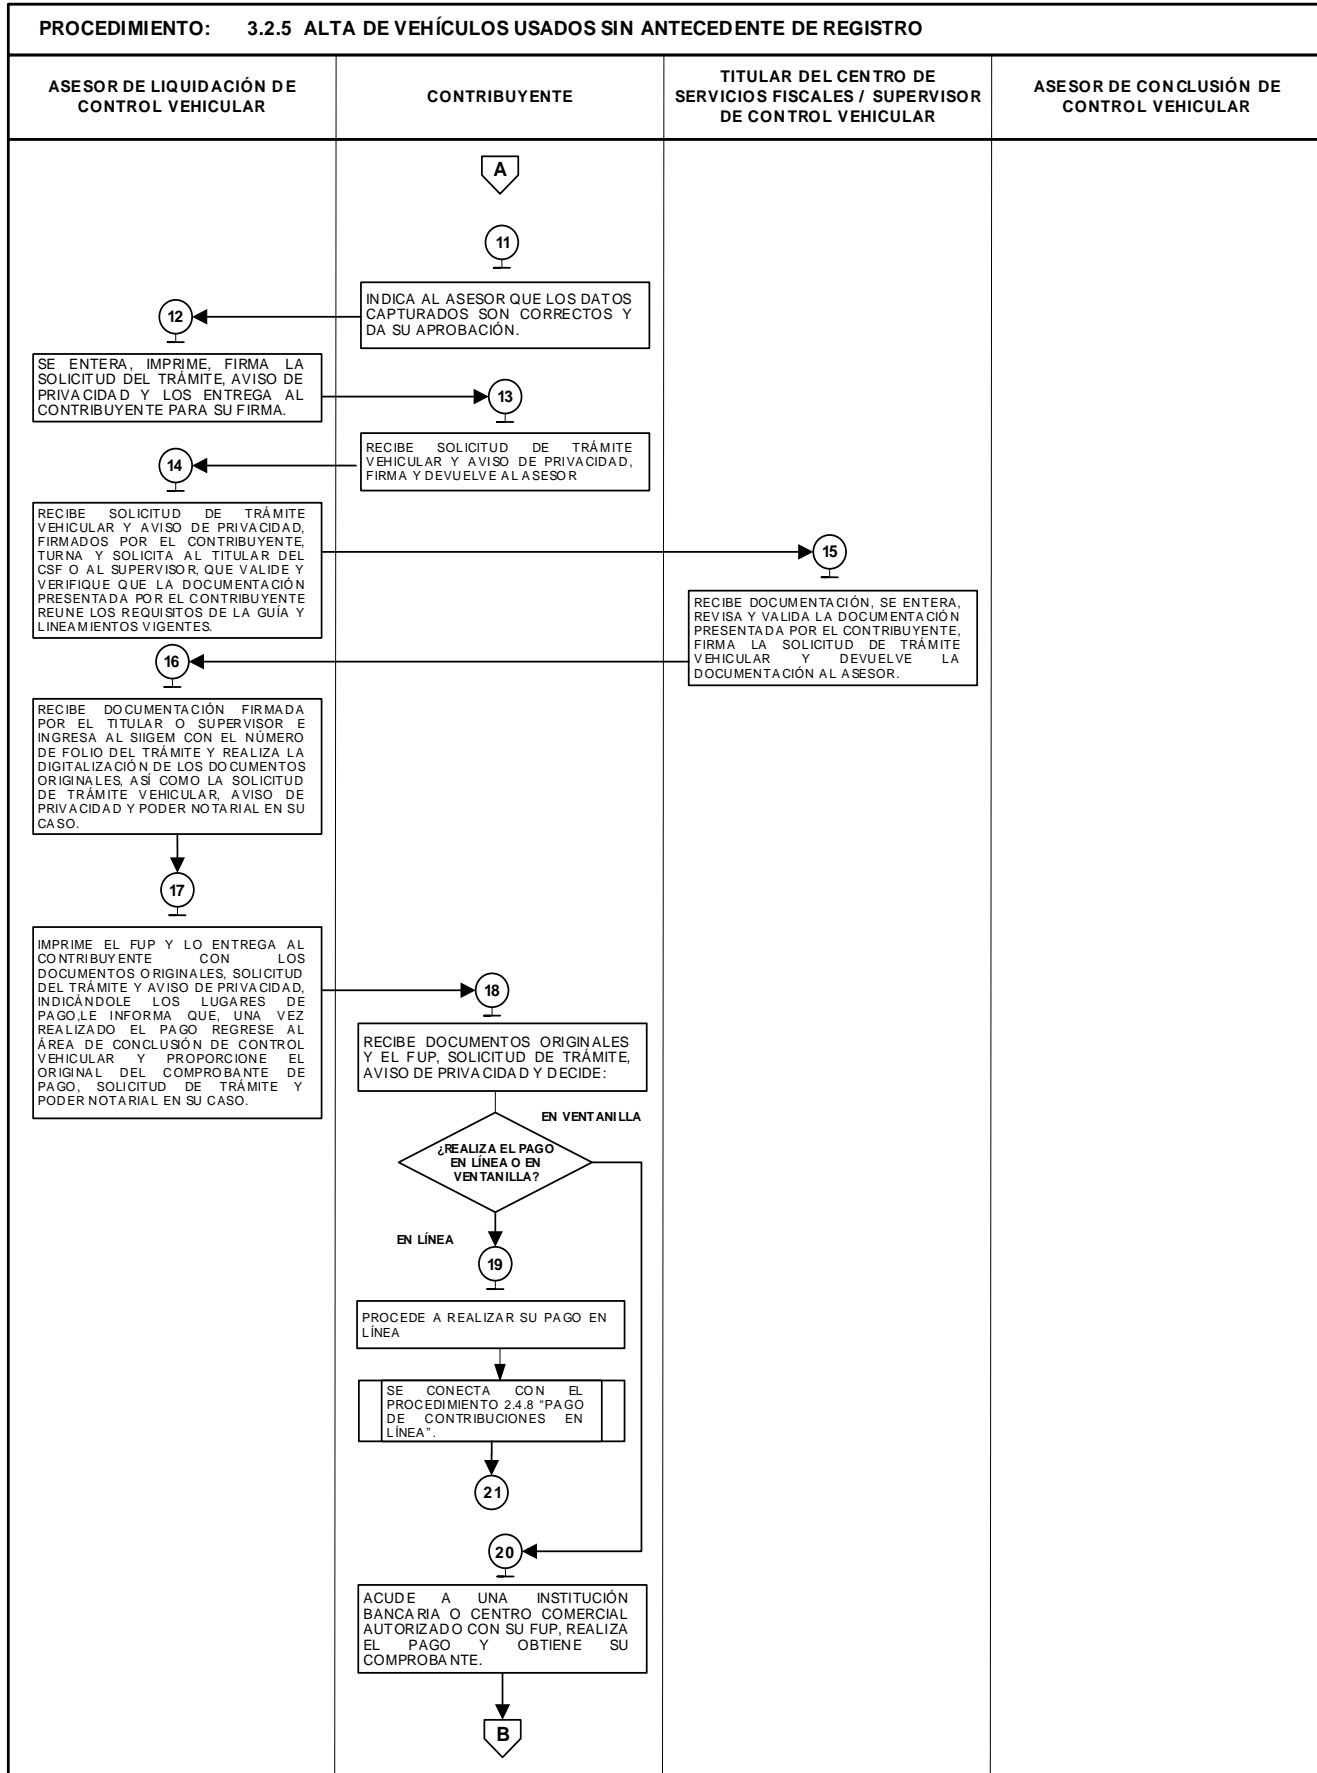 PROCEDIMIENTO: 3.2.5 ALTA DE VEHÍCULOS USADOS SIN ANTECEDENTE DE REGISTRO
ASESOR DE LIQUIDACIÓN DE
CONTROL VEHICULAR
CONTRIBUYENTE
TITULAR DEL CENTRO DE
SERVICIOS FISCALES / SUPERVISOR
DE CONTROL VEHICULAR
ASESOR DE CONCLUSIÓN DE
CONTROL VEHICULAR
A
11
INDICA AL ASESOR QUE LOS DATOS
CAPTURADOS SON CORRECTOS Y
DA SU APROBACIÓN.
12
SE ENTERA, IMPRIME, FIRMA LA
SOLICITUD DEL TRÁMITE, AVISO DE
PRIVACIDAD Y LOS ENTREGA AL
CONTRIBUYENTE PARA SU FIRMA.
13
RECIBE SOLICITUD DE TRÁMITE
VEHICULAR Y AVISO DE PRIVACIDAD,
FIRMA Y DEVUELVE AL ASESOR
14
RECIBE SOLICITUD DE TRÁMITE
VEHICULAR Y AVISO DE PRIVACIDAD,
FIRMADOS POR EL CONTRIBUYENTE,
TURNA Y SOLICITA AL TITULAR DEL
CSF O AL SUPERVISOR, QUE VALIDE Y
VERIFIQUE QUE LA DOCUMENTACIÓN
PRESENTADA POR EL CONTRIBUYENTE
REUNE LOS REQUISITOS DE LA GUÍA Y
LINEAMIENTOS VIGENTES.
15
RECIBE DOCUMENTACIÓN, SE ENTERA,
REVISA Y VALIDA LA DOCUMENTACIÓN
PRESENTADA POR EL CONTRIBUYENTE,
FIRMA LA SOLICITUD DE TRÁMITE
VEHICULAR Y DEVUELVE LA
DOCUMENTACIÓN AL ASESOR.
16
RECIBE DOCUMENTACIÓN FIRMADA
POR EL TITULAR O SUPERVISOR E
INGRESA AL SIIGEM CON EL NÚMERO
DE FOLIO DEL TRÁMITE Y REALIZA LA
DIGITALIZACIÓN DE LOS DOCUMENTOS
ORIGINALES, ASÍ COMO LA SOLICITUD
DE TRÁMITE VEHICULAR, AVISO DE
PRIVACIDAD Y PODER NOTARIAL EN SU
CASO.
17
IMPRIME EL FUP Y LO ENTREGA AL
CONTRIBUYENTE CON LOS
DOCUMENTOS ORIGINALES, SOLICITUD
DEL TRÁMITE Y AVISO DE PRIVACIDAD,
INDICÁNDOLE LOS LUGARES DE
PAGO,LE INFORMA QUE, UNA VEZ
REALIZADO EL PAGO REGRESE AL
ÁREA DE CONCLUSIÓN DE CONTROL
VEHICULAR Y PROPORCIONE EL
ORIGINAL DEL COMPROBANTE DE
PAGO, SOLICITUD DE TRÁMITE Y
PODER NOTARIAL EN SU CASO.
18
RECIBE DOCUMENTOS ORIGINALES
Y EL FUP, SOLICITUD DE TRÁMITE,
AVISO DE PRIVACIDAD Y DECIDE:
EN VENTANILLA
¿REALIZA EL PAGO
EN LÍNEA O EN
VENTANILLA?
EN LÍNEA
19
PROCEDE A REALIZAR SU PAGO EN
LÍNEA
SE CONECTA CON EL
PROCEDIMIENTO 2.4.8 “PAGO
DE CONTRIBUCIONES EN
LÍNEA”.
21
20
ACUDE A UNA INSTITUCIÓN
BANCARIA O CENTRO COMERCIAL
AUTORIZADO CON SU FUP, REALIZA
EL PAGO Y OBTIENE SU
COMPROBANTE.
B